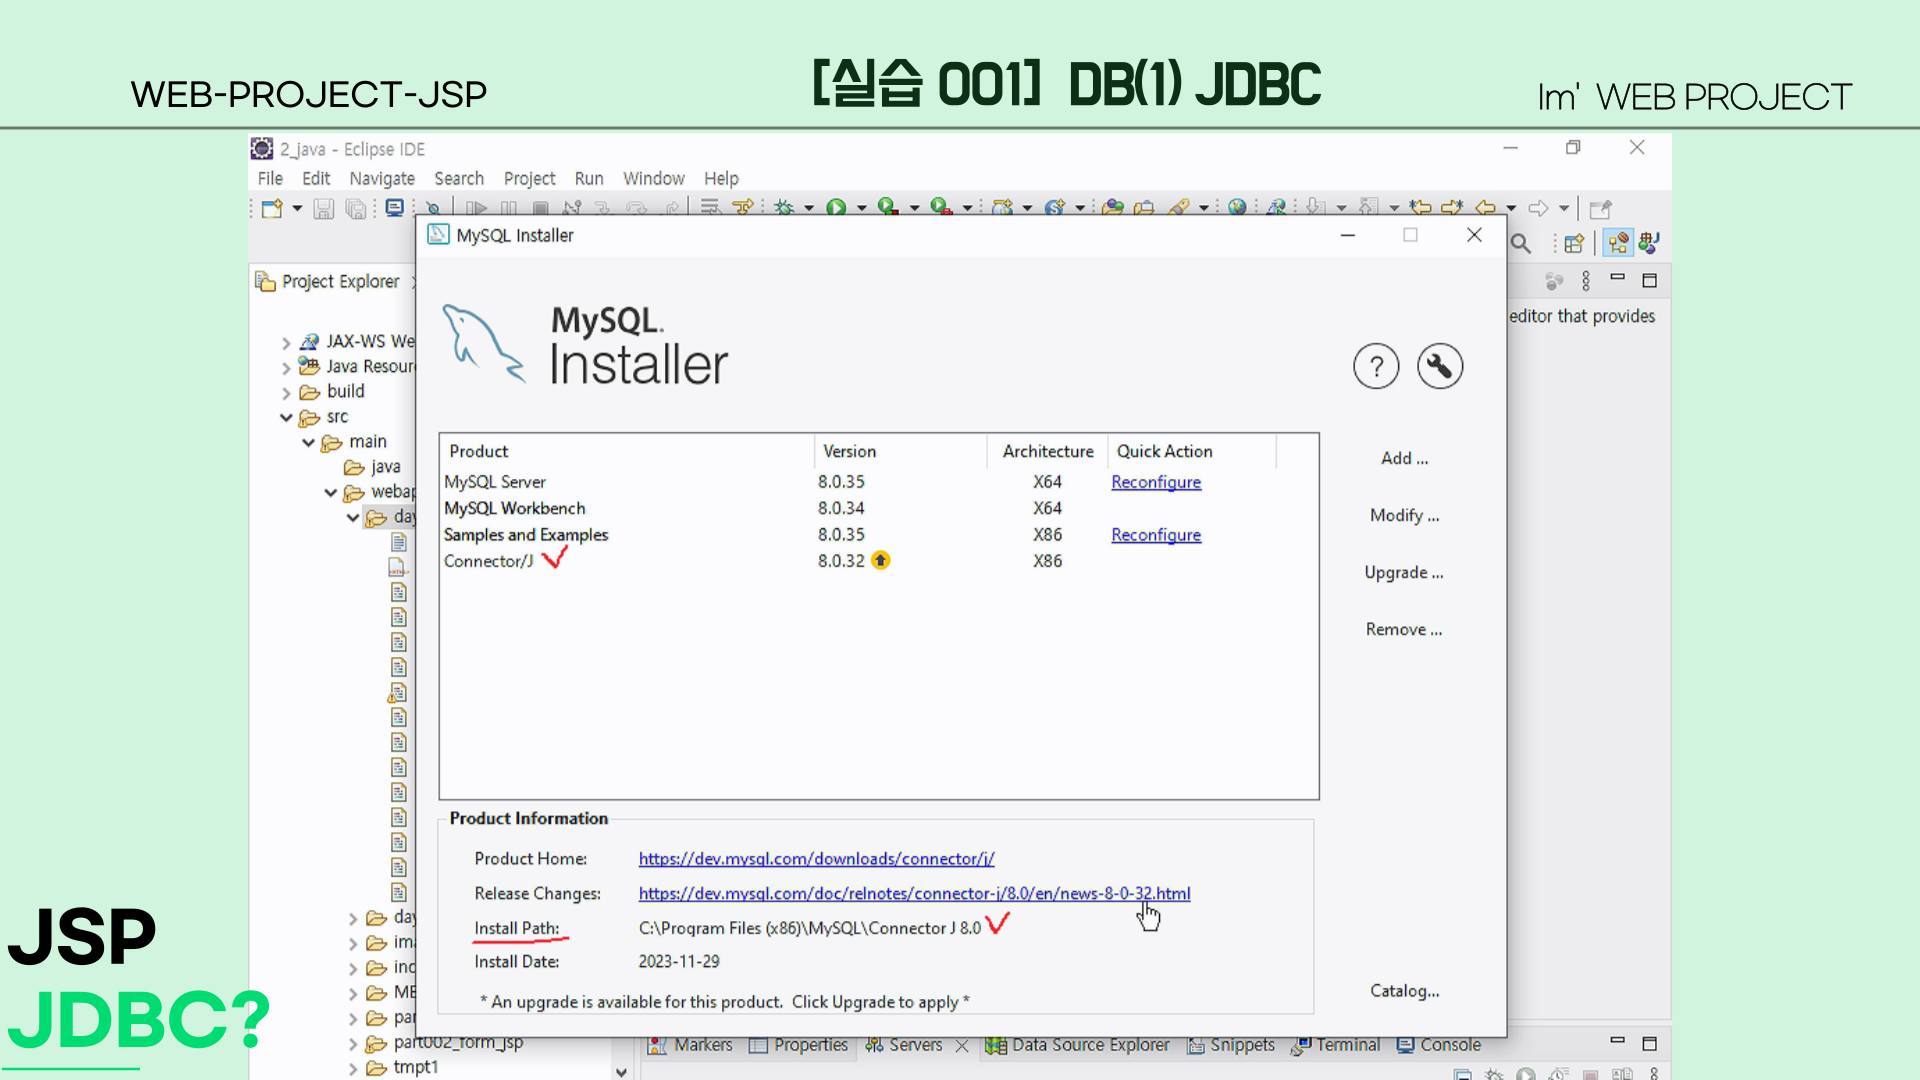 WEB-PROJECT-JSP
[실습 001] DB(1) JDBC
Im' WEB PROJECT
2_java - Eclipse IDE
File Edit Navigate Search Project Run Window Help
MySQL Installer
Project Explorer
editor that provides
MySQL.
Installer
JAX-WS We
Java Resour
build
src
main
java
webap
day
Product Version Architecture Quick Action
MySQL Server 8.0.35 X64 Reconfigure
MySQL Workbench 8.0.34 X64
Samples and Examples 8.0.35 X86 Reconfigure
Connector/J 8.0.32 X86
Add ...
Modify ...
Upgrade ...
Remove ...
Product Information
Product Home: https://dev.mysql.com/downloads/connector/j/
Release Changes: https://dev.mysql.com/doc/relnotes/connector-j/8.0/en/news-8-0-32.html
Install Path: C:\Program Files (x86)\MySQL\Connector J 8.0
Install Date: 2023-11-29
* An upgrade is available for this product. Click Upgrade to apply *
Catalog...
day
ima
inc
ME
par
part002_form_jsp
tmpt1
Markers Properties Servers Data Source Explorer Snippets Terminal Console
JSP
JDBC?